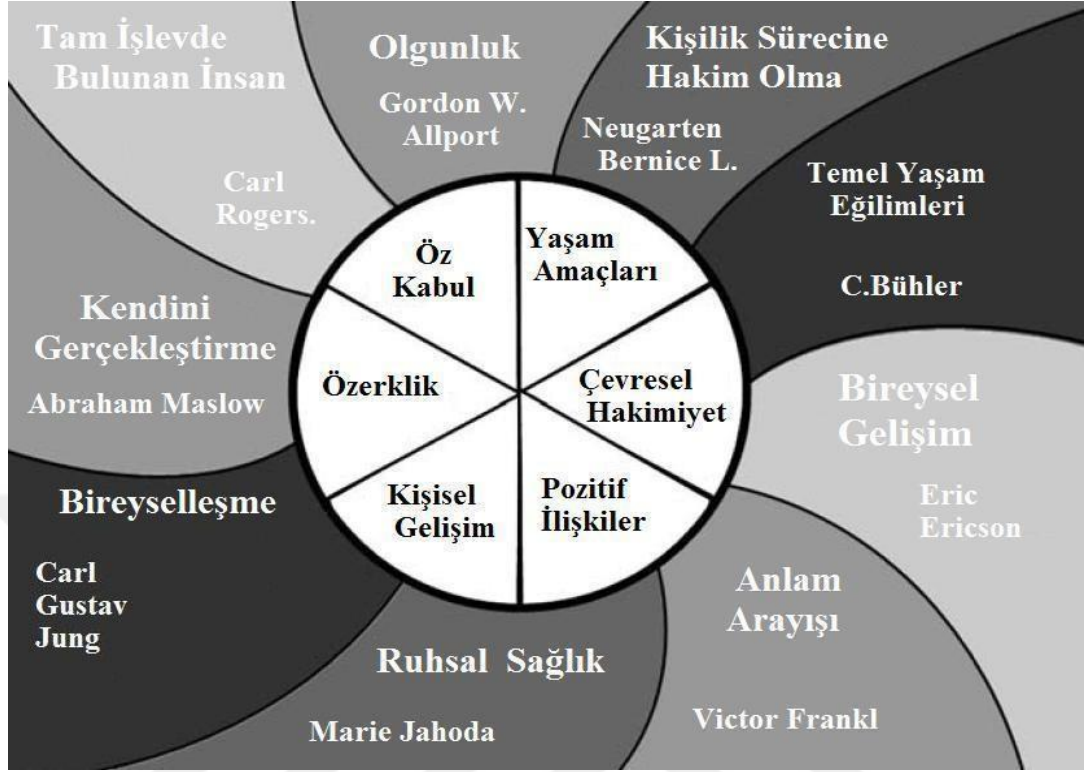 Tam İşlevde
Bulunan İnsan
Carl
Rogers.
Olgunluk
Gordon W.
Allport
Kişilik Sürecine
Hakim Olma
Neugarten
Bernice L.
Temel Yaşam
Eğilimleri
C.Bühler
Bireysel
Gelişim
Eric
Ericson
Anlam
Arayışı
Victor Frankl
Ruhsal Sağlık
Marie Jahoda
Bireyselleşme
Carl
Gustav
Jung
Kendini
Gerçekleştirme
Abraham Maslow
Öz
Kabul
Yaşam
Amaçları
Çevresel
Hakimiyet
Pozitif
İlişkiler
Kişisel
Gelişim
Özerklik